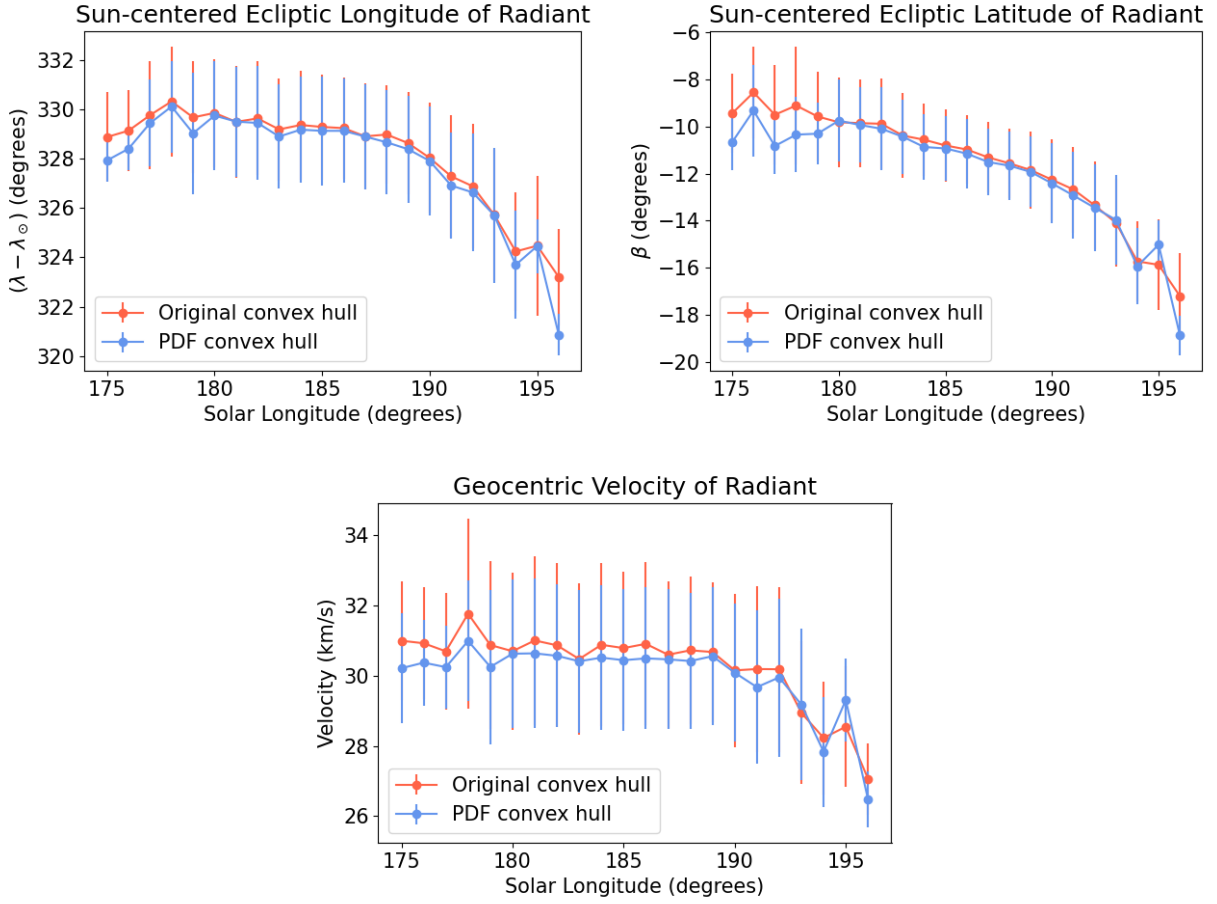 Sun-centered Ecliptic Longitude of Radiant
332
330
328
326
324
322
320
(λ − λ⊙) (degrees)
Original convex hull
PDF convex hull
175 180 185 190 195
Solar Longitude (degrees)
Sun-centered Ecliptic Latitude of Radiant
−6
−8
−10
−12
−14
−16
−18
−20
β (degrees)
Original convex hull
PDF convex hull
175 180 185 190 195
Solar Longitude (degrees)
Geocentric Velocity of Radiant
34
32
30
28
26
Velocity (km/s)
Original convex hull
PDF convex hull
175 180 185 190 195
Solar Longitude (degrees)